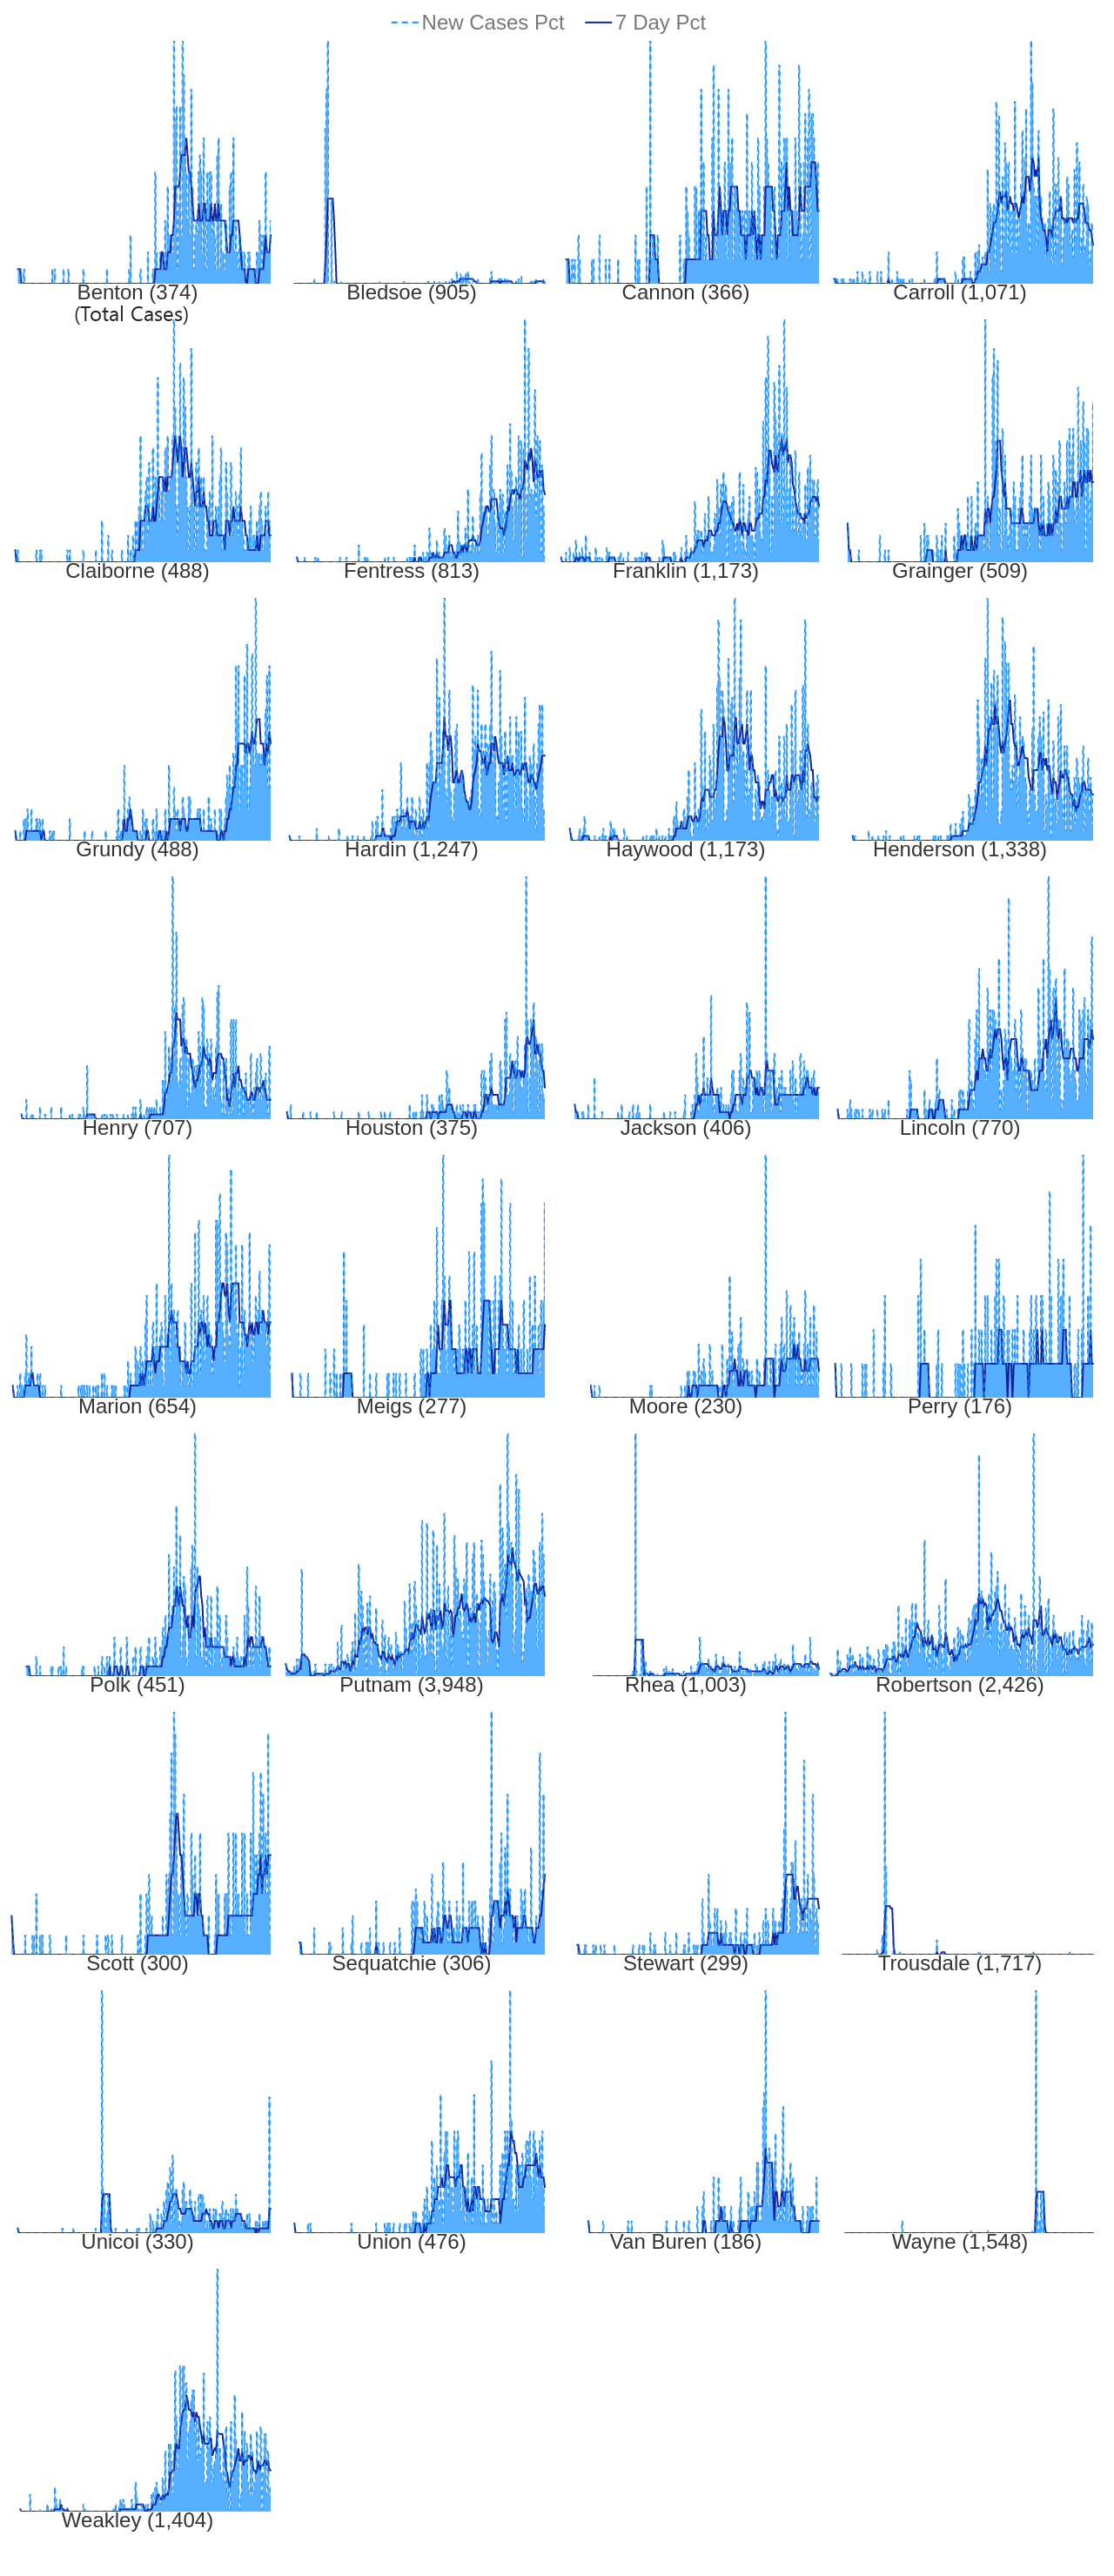 New Cases Pct 7 Day Pct
Benton (374) Bledsoe (905) Cannon (366) Carroll (1,071)
(Total Cases)
Claiborne (488) Fentress (813) Franklin (1,173) Grainger (509)
Grundy (488) Hardin (1,247) Haywood (1,173) Henderson (1,338)
Henry (707) Houston (375) Jackson (406) Lincoln (770)
Marion (654) Meigs (277) Moore (230) Perry (176)
Polk (451) Putnam (3,948) Rhea (1,003) Robertson (2,426)
Scott (300) Sequatchie (306) Stewart (299) Trousdale (1,717)
Unicoi (330) Union (476) Van Buren (186) Wayne (1,548)
Weakley (1,404)